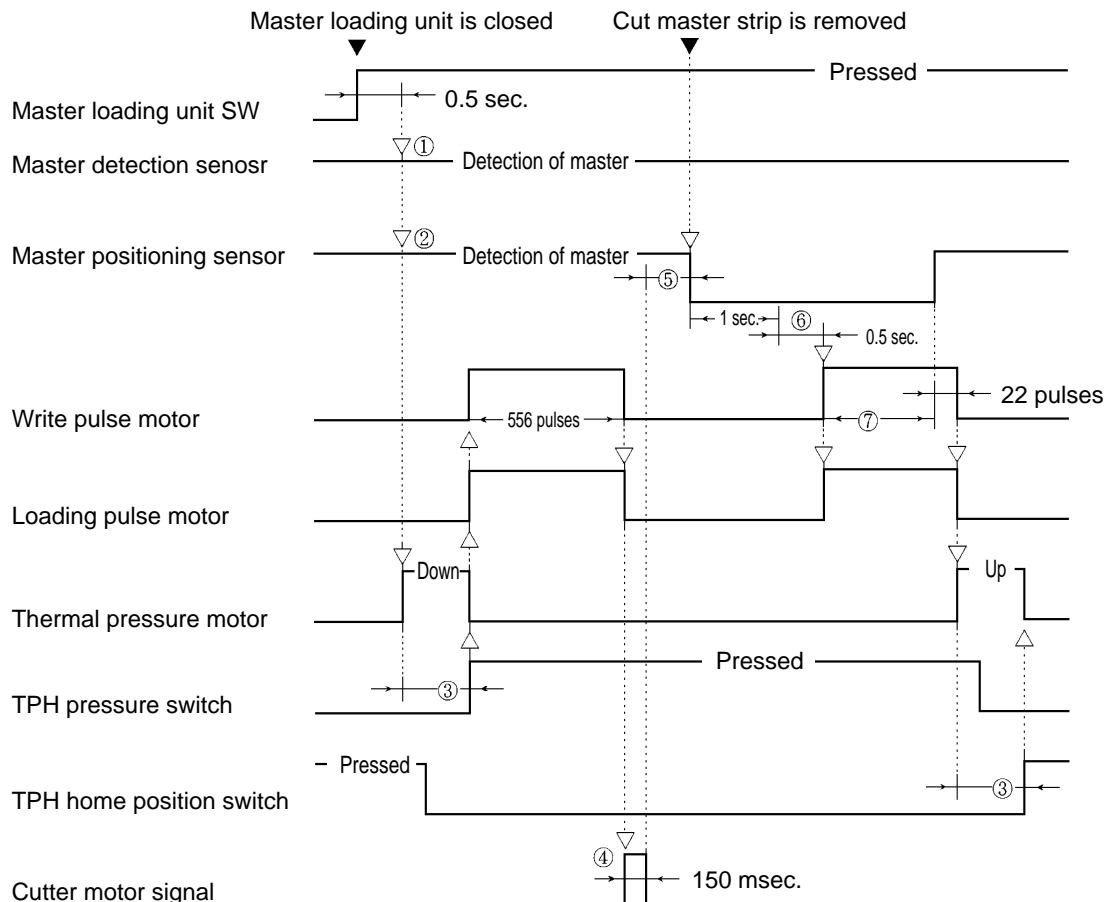 Master loading unit is closed
Cut master strip is removed
Pressed
Master loading unit SW
0.5 sec.
①
Master detection senosr
Detection of master
②
Master positioning sensor
Detection of master
⑤
1 sec.
⑥
0.5 sec.
Write pulse motor
556 pulses
⑦
22 pulses
Loading pulse motor
Down
Up
Thermal pressure motor
Pressed
③
TPH pressure switch
Pressed
TPH home position switch
③
④
150 msec.
Cutter motor signal